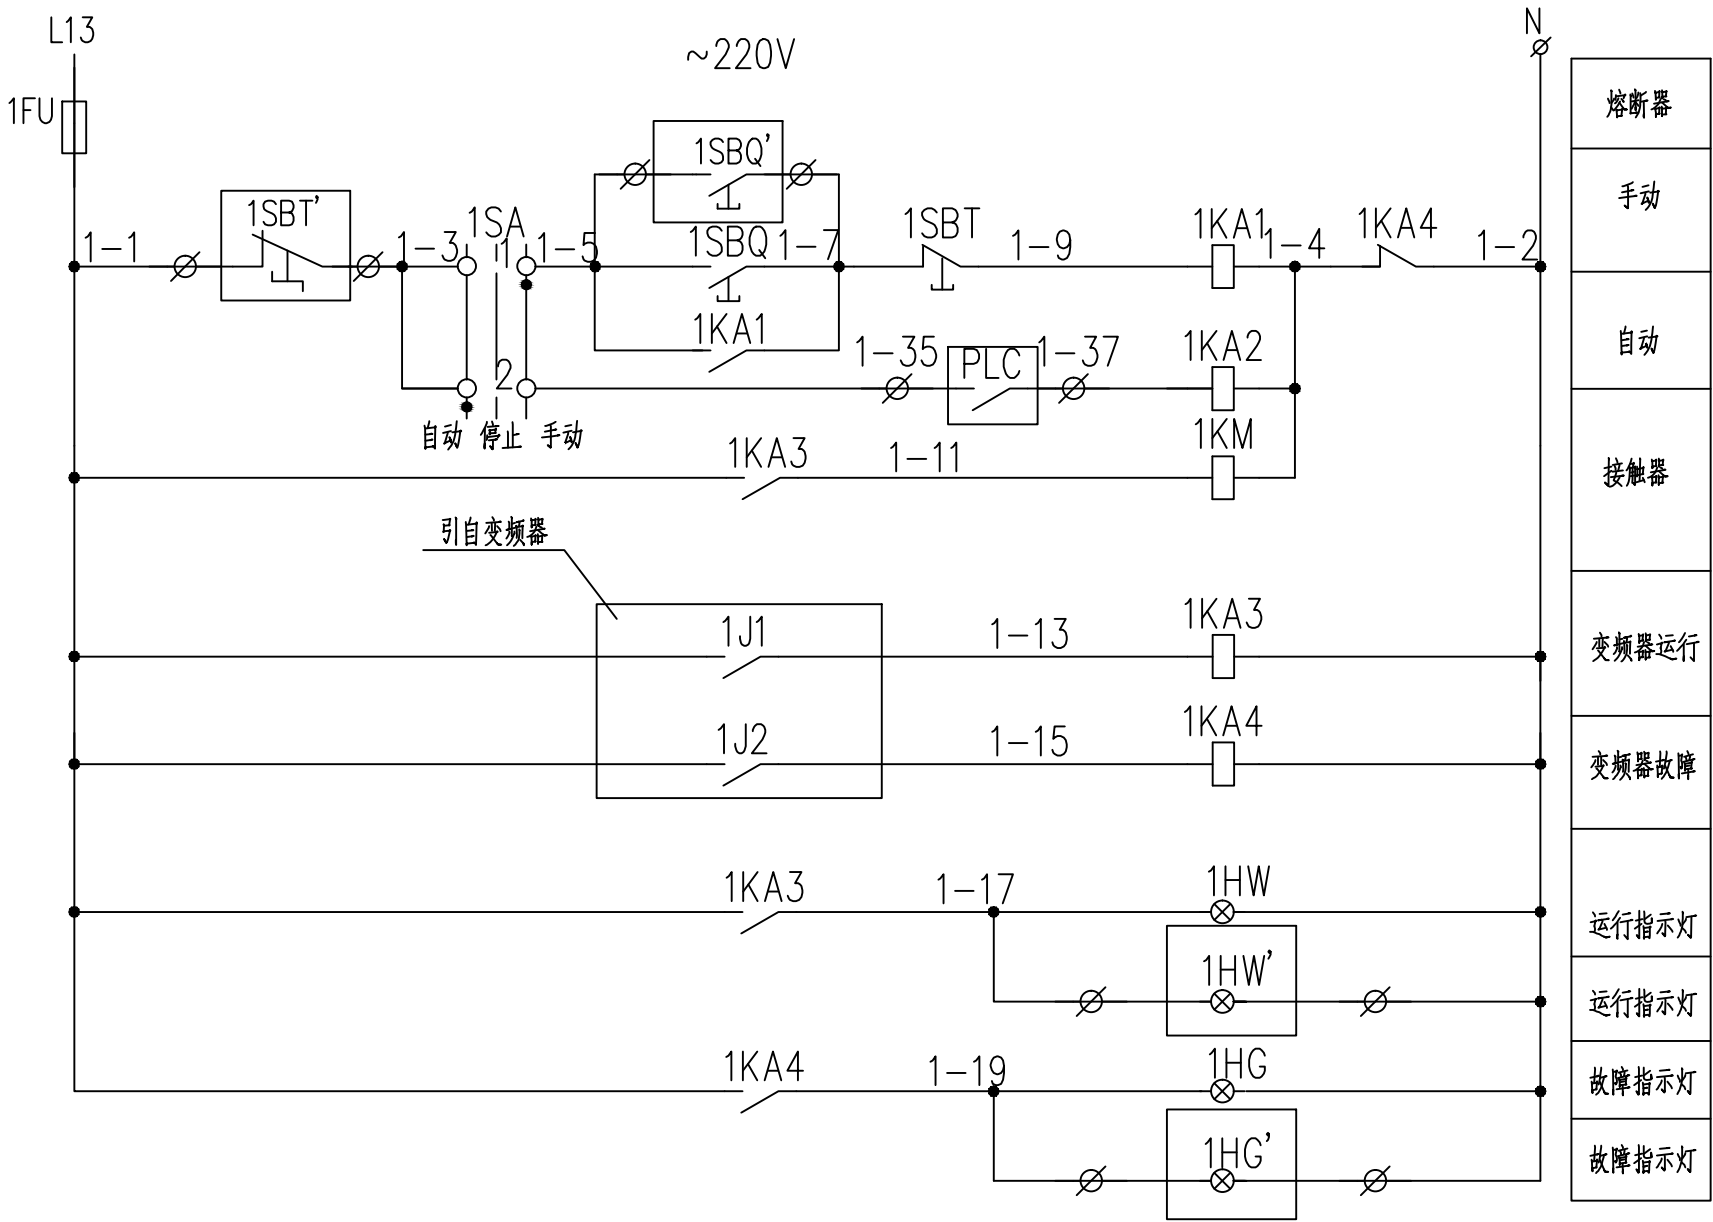 L13
N
~220V
1FU
熔断器
1SBQ'
1SBT'
手动
1-1
1-3
1SA
1
1-5
1SBQ
1-7
1SBT
1-9
1KA1
1-4
1KA4
1-2
1KA1
2
1-35
PLC
1-37
1KA2
自动
自动 停止 手动
1KA3
1-11
1KM
接触器
引自变频器
1J1
1-13
1KA3
变频器运行
1J2
1-15
1KA4
变频器故障
1KA3
1-17
1HW
运行指示灯
1HW'
运行指示灯
1KA4
1-19
1HG
故障指示灯
1HG'
故障指示灯